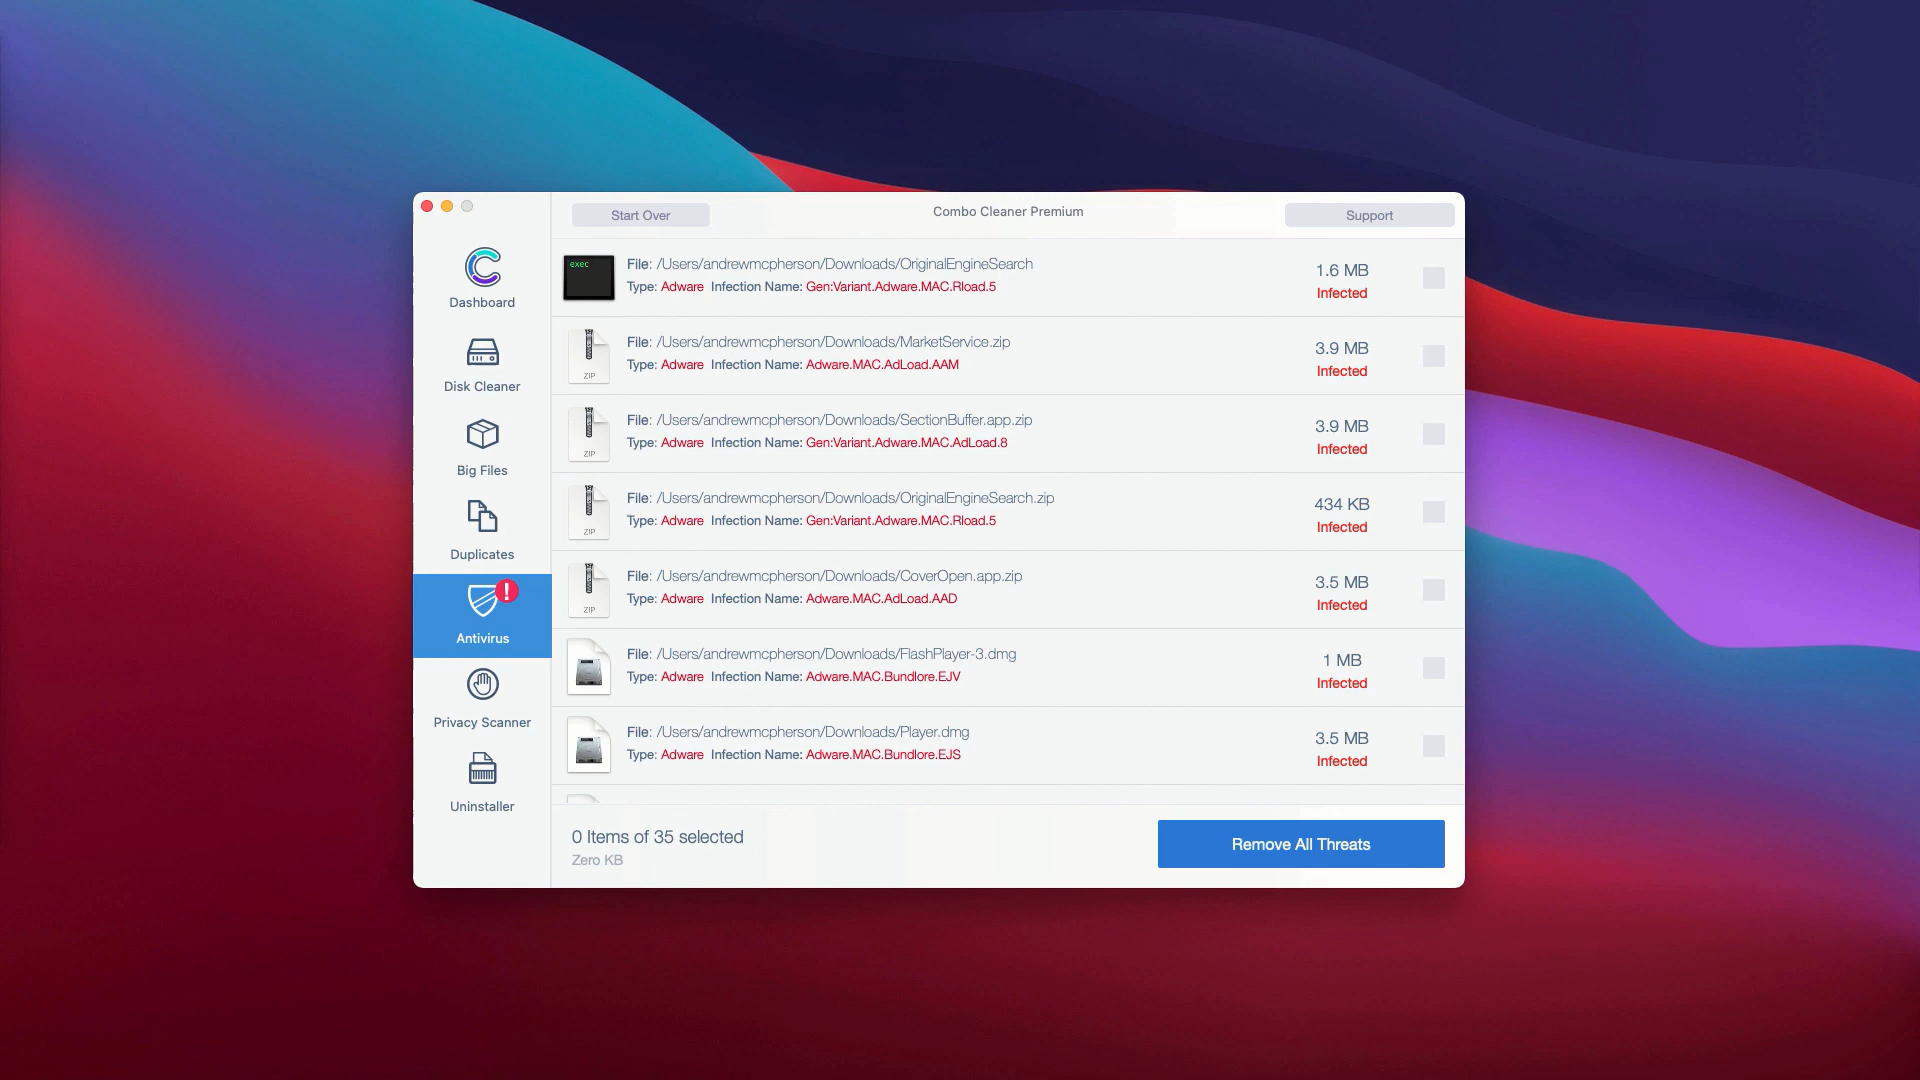 Start Over
Combo Cleaner Premium
Support
Dashboard
Disk Cleaner
Big Files
Duplicates
!
Antivirus
Privacy Scanner
Uninstaller
exec
File: /Users/andrewmcpherson/Downloads/OriginalEngineSearch
Type: Adware Infection Name: Gen:Variant.Adware.MAC.Rload.5
1.6 MB
Infected
ZIP
File: /Users/andrewmcpherson/Downloads/MarketService.zip
Type: Adware Infection Name: Adware.MAC.AdLoad.AAM
3.9 MB
Infected
ZIP
File: /Users/andrewmcpherson/Downloads/SectionBuffer.app.zip
Type: Adware Infection Name: Gen:Variant.Adware.MAC.AdLoad.8
3.9 MB
Infected
ZIP
File: /Users/andrewmcpherson/Downloads/OriginalEngineSearch.zip
Type: Adware Infection Name: Gen:Variant.Adware.MAC.Rload.5
434 KB
Infected
ZIP
File: /Users/andrewmcpherson/Downloads/CoverOpen.app.zip
Type: Adware Infection Name: Adware.MAC.AdLoad.AAD
3.5 MB
Infected
File: /Users/andrewmcpherson/Downloads/FlashPlayer-3.dmg
Type: Adware Infection Name: Adware.MAC.Bundlore.EJV
1 MB
Infected
File: /Users/andrewmcpherson/Downloads/Player.dmg
Type: Adware Infection Name: Adware.MAC.Bundlore.EJS
3.5 MB
Infected
0 Items of 35 selected
Zero KB
Remove All Threats